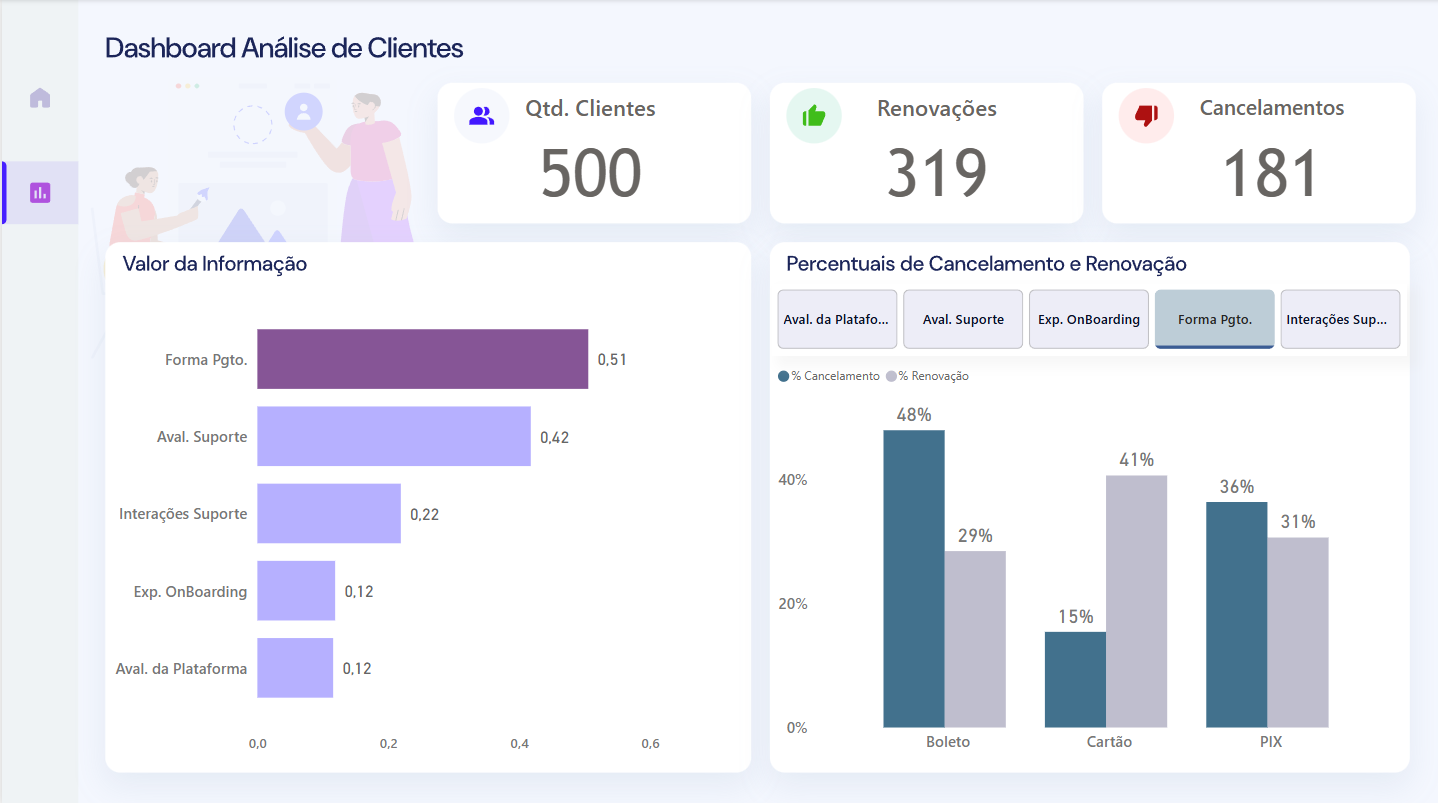 Dashboard Análise de Clientes
Qtd. Clientes
500
Renovações
319
Cancelamentos
181
Valor da Informação
Forma Pgto.
0,51
Aval. Suporte
0,42
Interações Suporte
0,22
Exp. OnBoarding
0,12
Aval. da Plataforma
0,12
0,0
0,2
0,4
0,6
Percentuais de Cancelamento e Renovação
Aval. da Platafo...
Aval. Suporte
Exp. OnBoarding
Forma Pgto.
Interações Sup...
% Cancelamento
% Renovação
48%
29%
15%
41%
36%
31%
40%
20%
0%
Boleto
Cartão
PIX